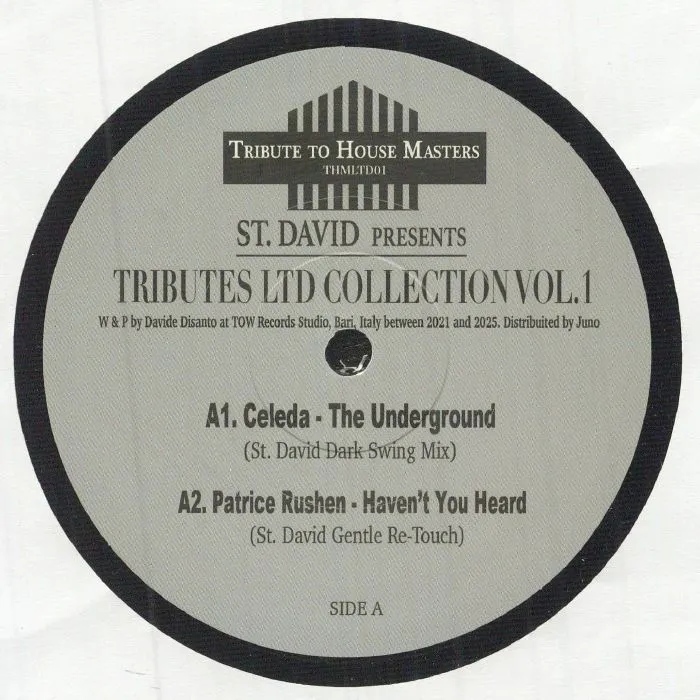 TRIBUTE TO HOUSE MASTERS
THMLTD01
ST. DAVID PRESENTS
TRIBUTES LTD COLLECTION VOL.1
W & P by Davide Disanto at TOW Records Studio, Bari, Italy between 2021 and 2025. Distribuited by Juno
A1. Celeda - The Underground
(St. David Dark Swing Mix)
A2. Patrice Rushen - Haven't You Heard
(St. David Gentle Re-Touch)
SIDE A